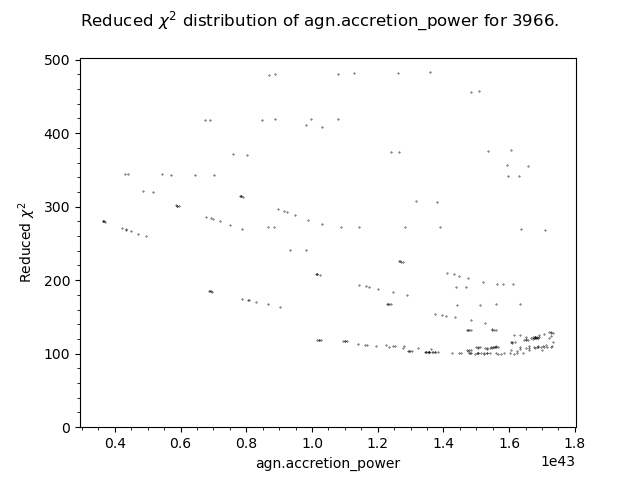 Reduced χ² distribution of agn.accretion_power for 3966.
500
400
300
200
100
0
Reduced χ²
0.4 0.6 0.8 1.0 1.2 1.4 1.6 1.8
1e43
agn.accretion_power